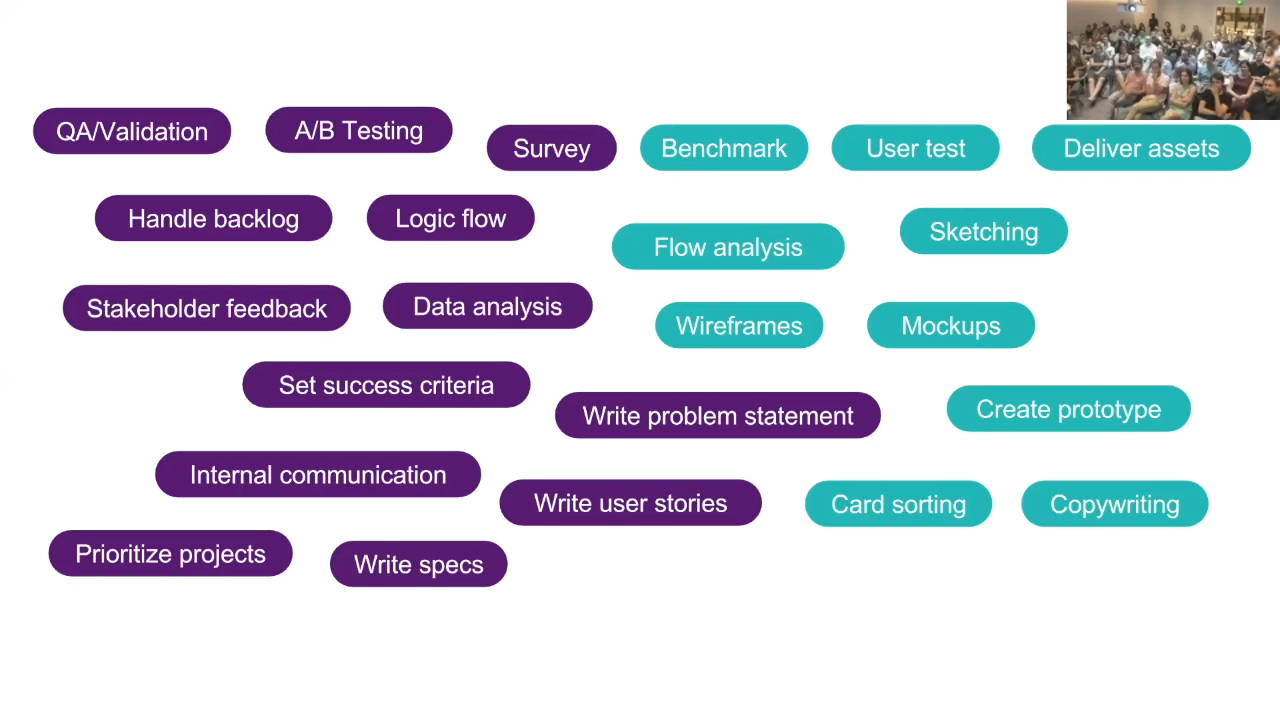 QA/Validation
A/B Testing
Survey
Benchmark
User test
Deliver assets
Handle backlog
Logic flow
Flow analysis
Sketching
Stakeholder feedback
Data analysis
Wireframes
Mockups
Set success criteria
Write problem statement
Create prototype
Internal communication
Write user stories
Card sorting
Copywriting
Prioritize projects
Write specs